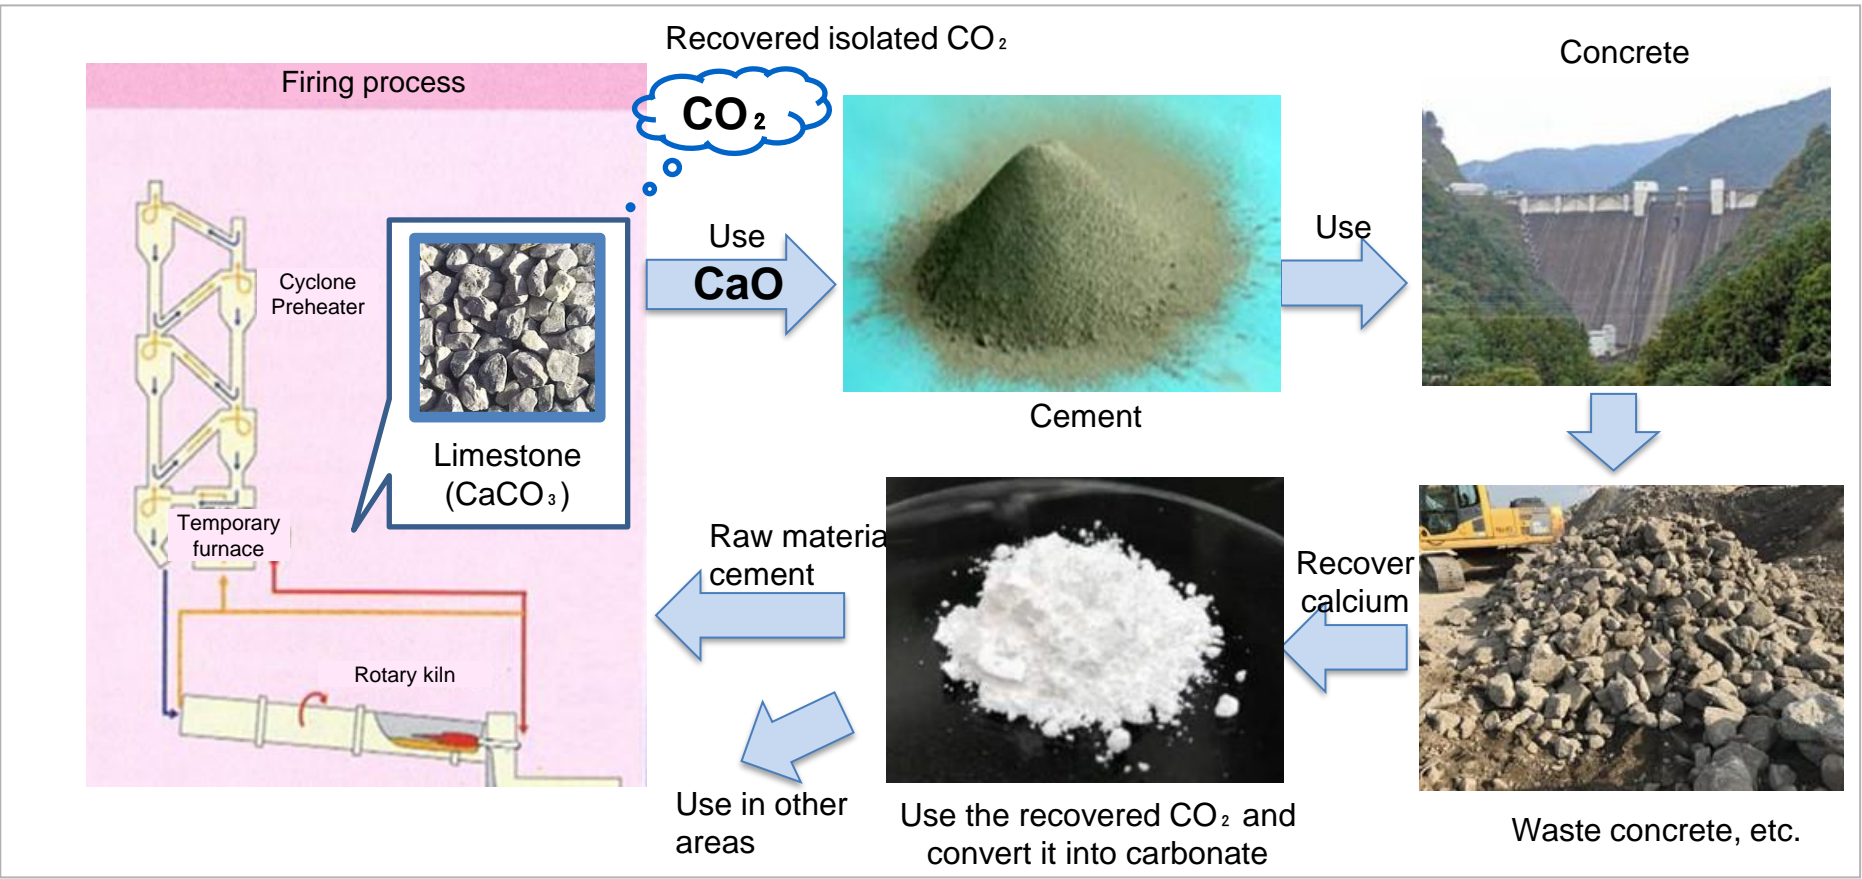 Recovered isolated CO₂
Firing process
CO₂
Concrete
Cyclone
Preheater
Limestone
(CaCO₃)
Use
CaO
Use
Cement
Temporary
furnace
Rotary kiln
Raw materia
cement
Recover
calcium
Use in other
areas
Use the recovered CO₂ and
convert it into carbonate
Waste concrete, etc.